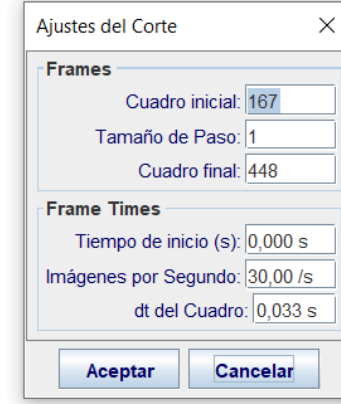 Ajustes del Corte
Frames
Cuadro inicial: 167
Tamaño de Paso: 1
Cuadro final: 448
Frame Times
Tiempo de inicio (s): 0,000 s
Imágenes por Segundo: 30,00 /s
dt del Cuadro: 0,033 s
Aceptar Cancelar